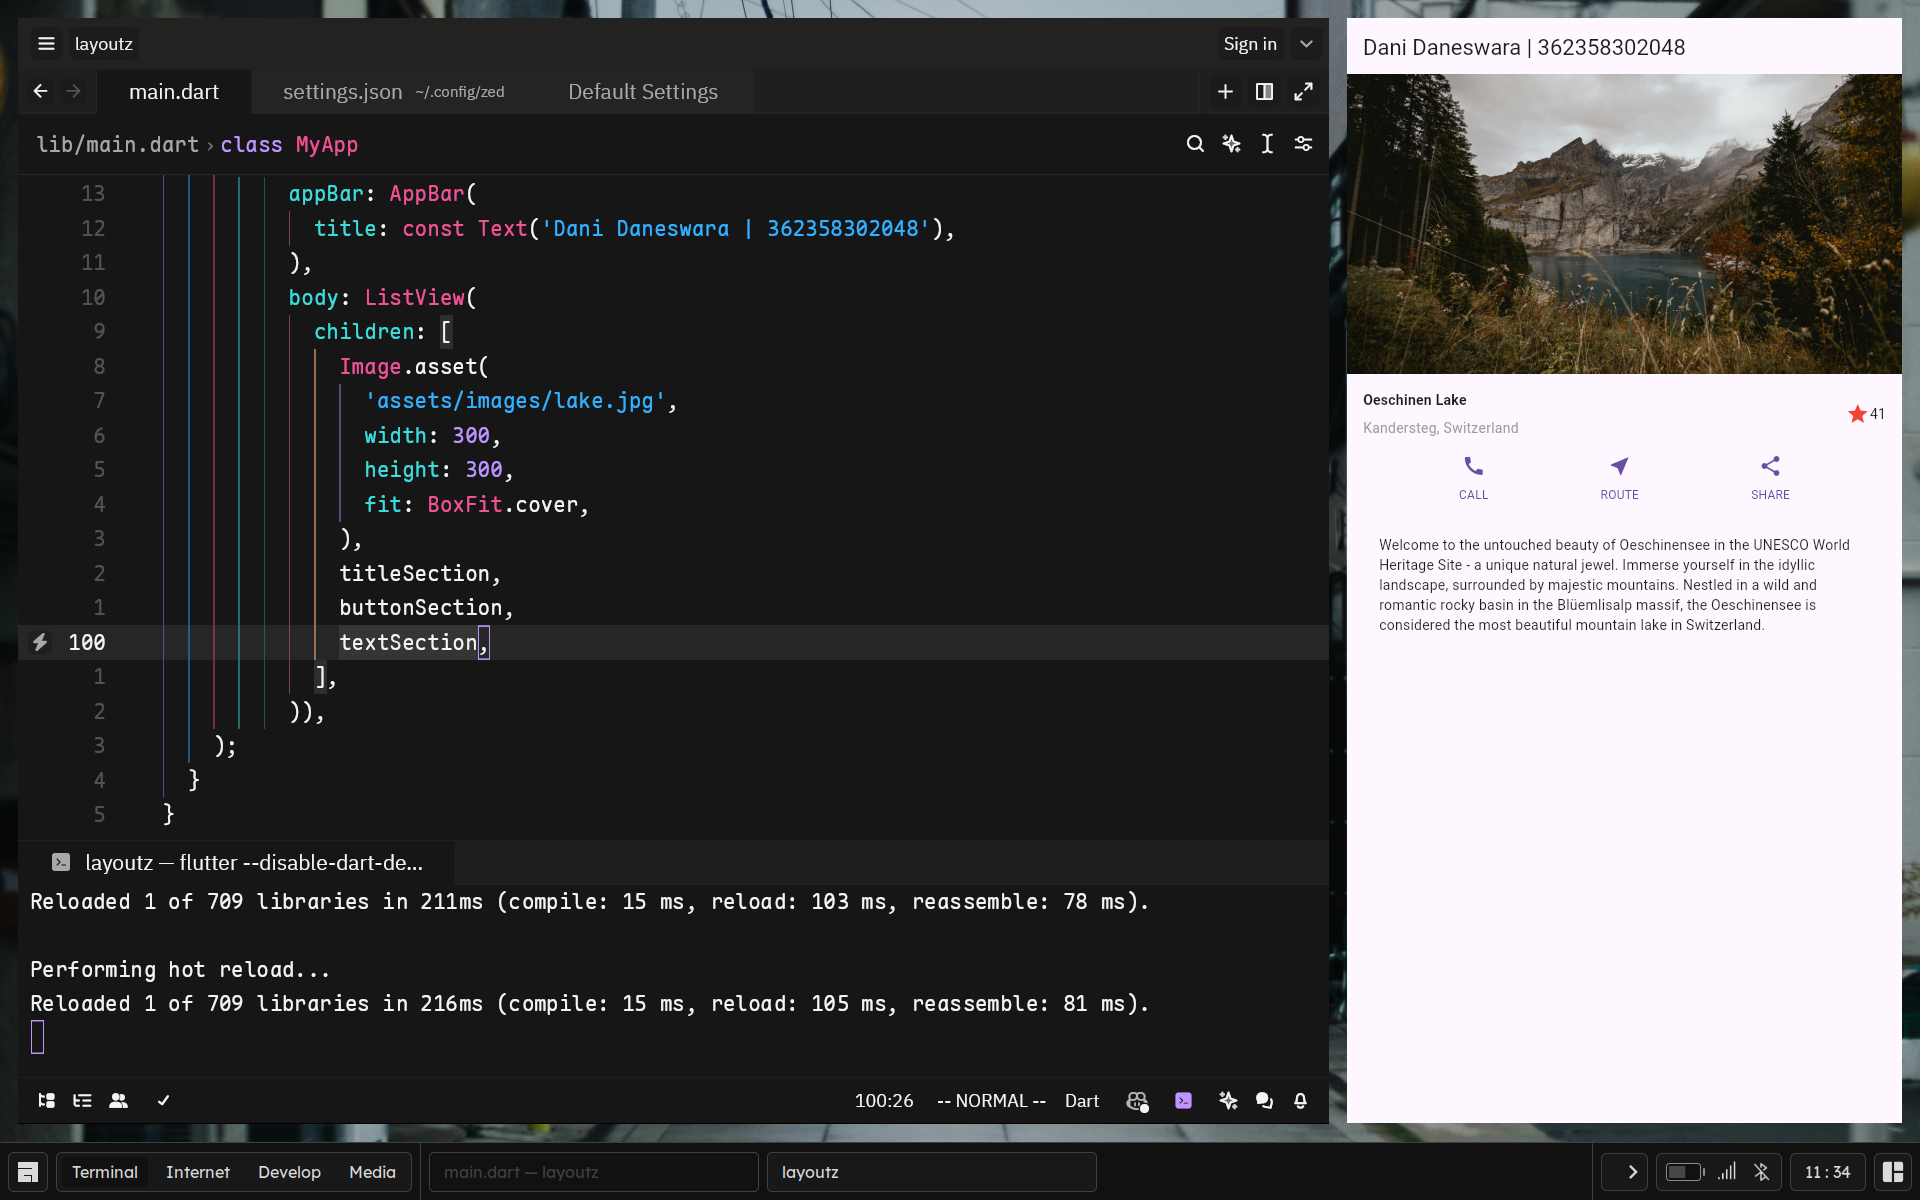 layoutz
Sign in
main.dart
settings.json ~/.config/zed
Default Settings
lib/main.dart › class MyApp
13 appBar: AppBar(
12 title: const Text('Dani Daneswara | 362358302048'),
11 ),
10 body: ListView(
9 children: [
8 Image.asset(
7 'assets/images/lake.jpg',
6 width: 300,
5 height: 300,
4 fit: BoxFit.cover,
3 ),
2 titleSection,
1 buttonSection,
100 textSection,
1 ],
2 )),
3 );
4 }
5 }
layoutz — flutter --disable-dart-de...
Reloaded 1 of 709 libraries in 211ms (compile: 15 ms, reload: 103 ms, reassemble: 78 ms).
Performing hot reload...
Reloaded 1 of 709 libraries in 216ms (compile: 15 ms, reload: 105 ms, reassemble: 81 ms).
100:26 -- NORMAL -- Dart
Dani Daneswara | 362358302048
Oeschinen Lake
Kandersteg, Switzerland
41
CALL
ROUTE
SHARE
Welcome to the untouched beauty of Oeschinensee in the UNESCO World
Heritage Site - a unique natural jewel. Immerse yourself in the idyllic
landscape, surrounded by majestic mountains. Nestled in a wild and
romantic rocky basin in the Blüemlisalp massif, the Oeschinensee is
considered the most beautiful mountain lake in Switzerland.
Terminal Internet Develop Media
main.dart — layoutz
layoutz
11:34